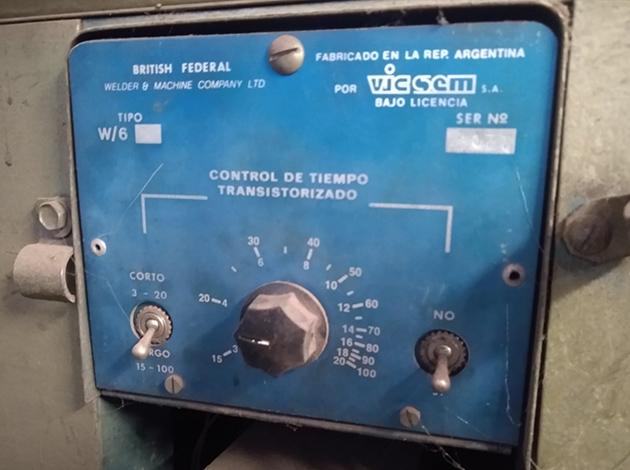 BRITISH FEDERAL
WELDER & MACHINE COMPANY LTD
FABRICADO EN LA REP. ARGENTINA
POR vicsem S.A.
BAJO LICENCIA
TIPO
W/6
SER Nº
CONTROL DE TIEMPO
TRANSISTORIZADO
CORTO
3 - 20
15 - 100
15 3
20 4
30 6
40 8
50 10
60 12
70 14
80 16
90 18
100 20
NO